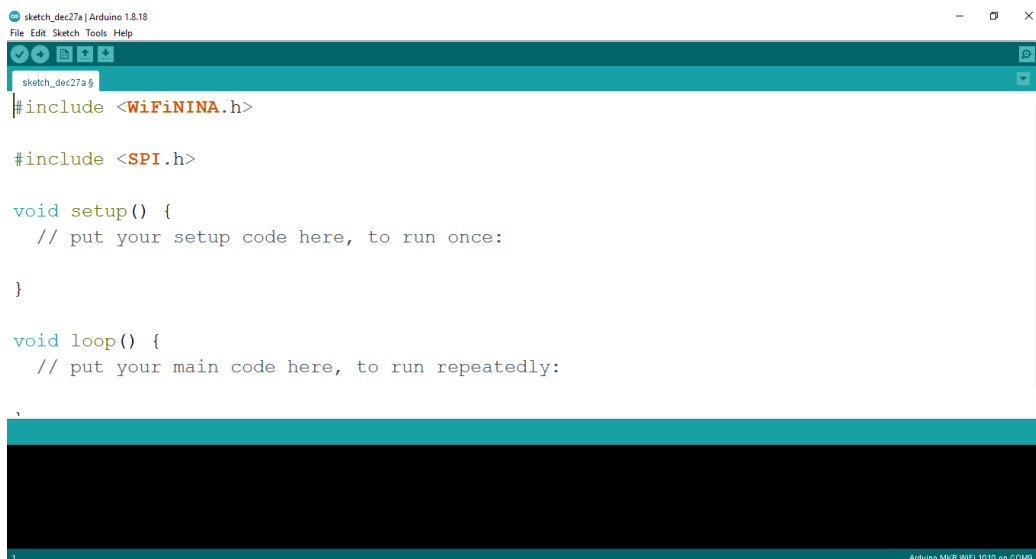 sketch_dec27a | Arduino 1.8.18
File Edit Sketch Tools Help
sketch_dec27a §
#include <WiFiNINA.h>
#include <SPI.h>
void setup() {
// put your setup code here, to run once:
}
void loop() {
// put your main code here, to run repeatedly:
}
1
Arduino MKR WiFi 1010 on COM9